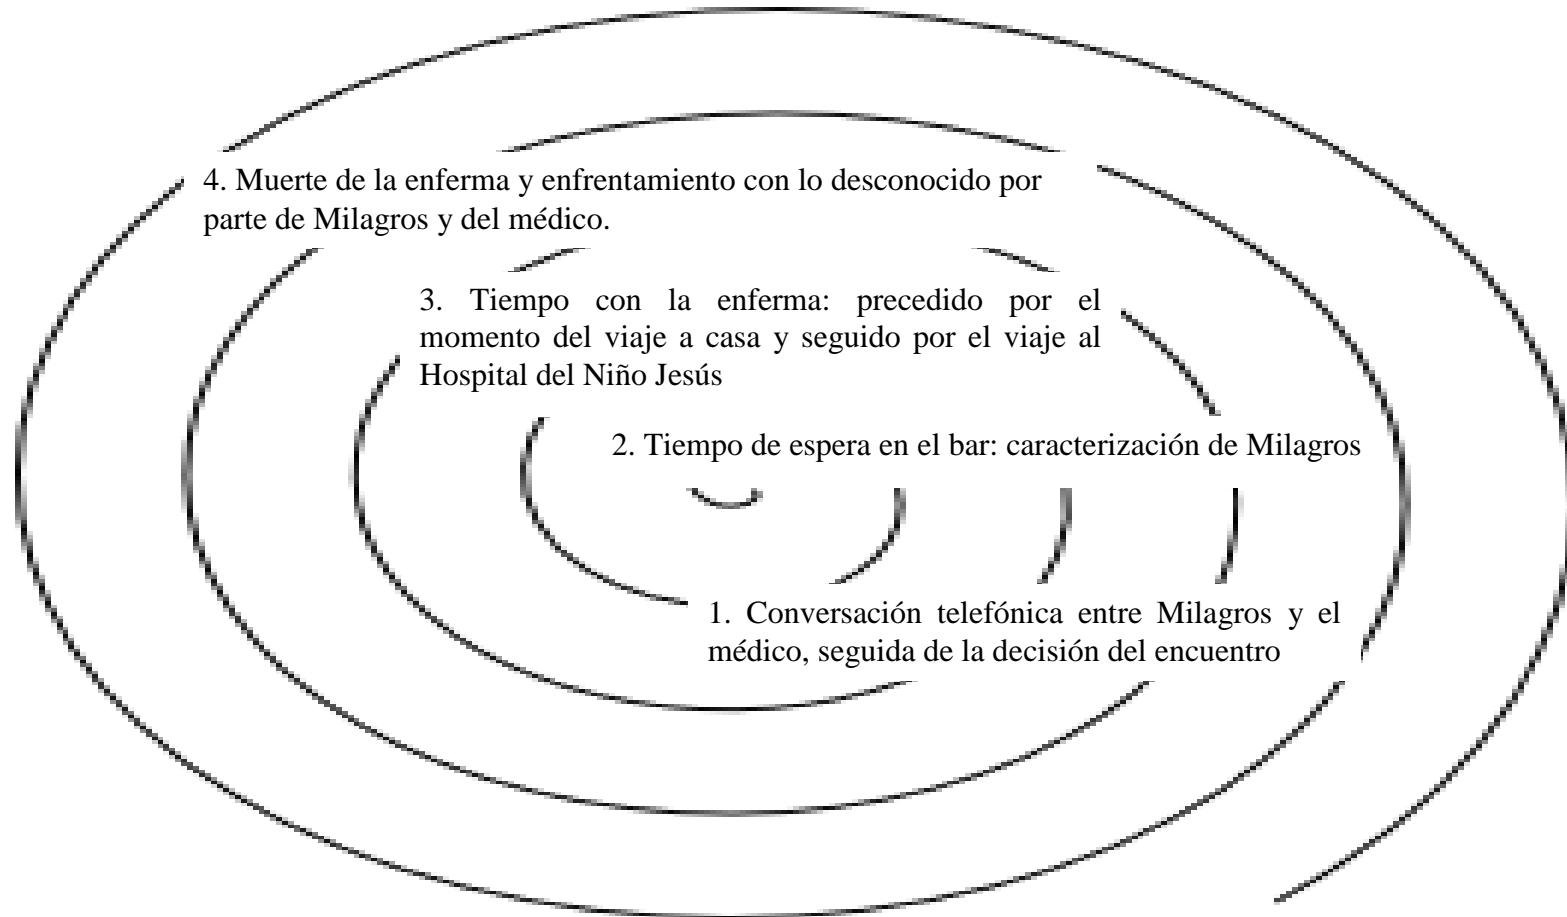 4. Muerte de la enferma y enfrentamiento con lo desconocido por
parte de Milagros y del médico.
3. Tiempo con la enferma: precedido por el
momento del viaje a casa y seguido por el viaje al
Hospital del Niño Jesús
2. Tiempo de espera en el bar: caracterización de Milagros
1. Conversación telefónica entre Milagros y el
médico, seguida de la decisión del encuentro